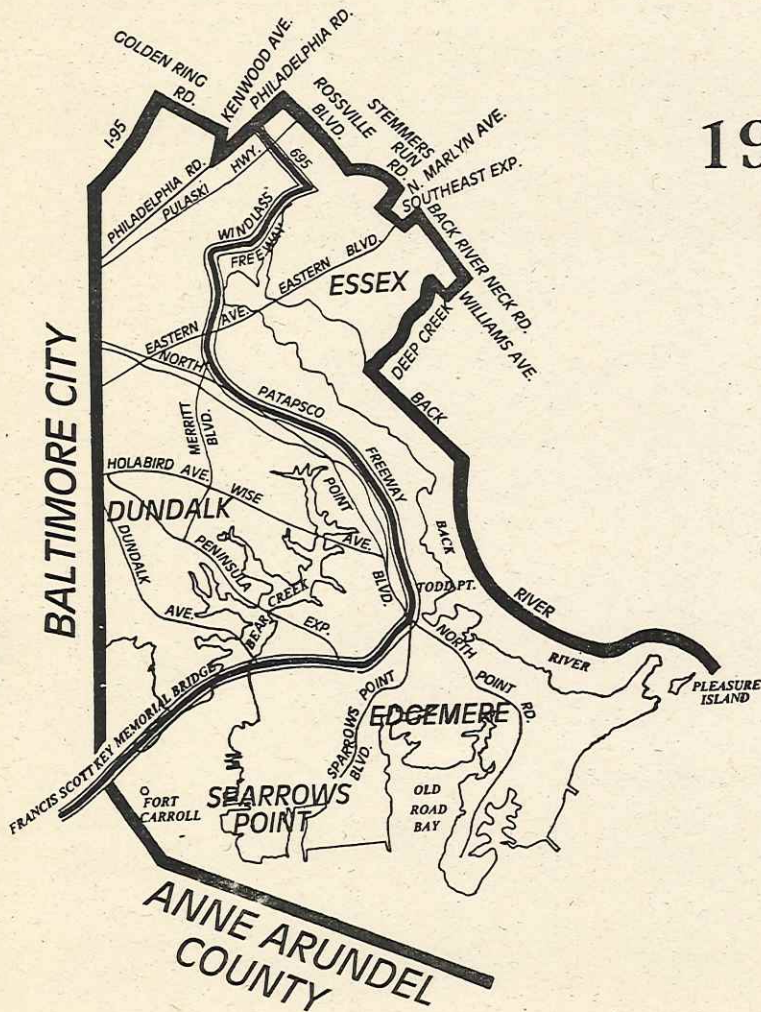 GOLDEN RING
RD.
KENWOOD AVE.
PHILADELPHIA RD.
ROSSVILLE
BLVD.
STEMMERS
RUN
RD.
N. MARLYN AVE.
SOUTHEAST EXP.
19
I-95
PHILADELPHIA RD.
PULASKI HWY.
695
WINDLASS
FREEWAY
BACK RIVER NECK RD.
EASTERN BLVD.
ESSEX
WILLIAMS AVE.
DEEP CREEK
BALTIMORE CITY
EASTERN AVE.
NORTH
PATAPSCO
BACK
MERRITT
BLVD.
FREEWAY
HOLABIRD AVE.
WISE
POINT
DUNDALK
BACK
DUNDALK
PENINSULA
AVE.
CREEK
BLVD.
TODD PT.
RIVER
AVE.
BEAR
EXP.
NORTH
RIVER
FRANCIS SCOTT KEY MEMORIAL BRIDGE
POINT
POINT
RD.
PLEASURE
ISLAND
EDGEMERE
SPARROWS
BLVD.
FORT
CARROLL
SPARROWS
POINT
OLD
ROAD
BAY
ANNE ARUNDEL
COUNTY